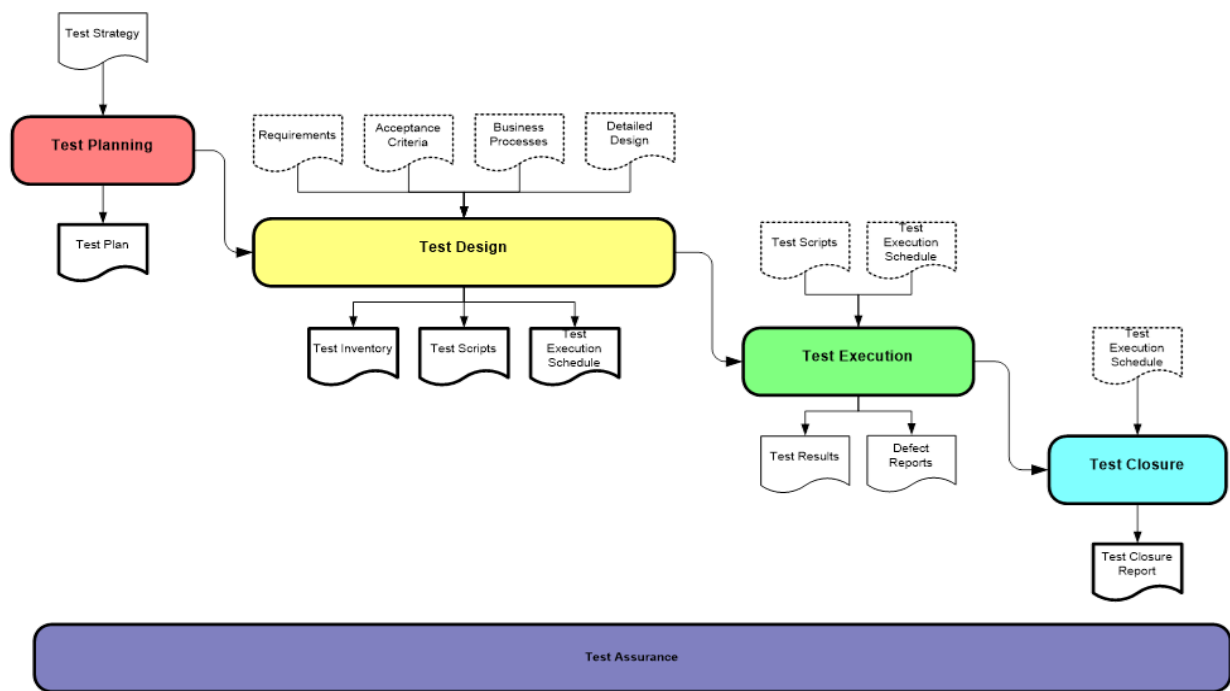 Test Strategy
Test Planning
Test Plan
Requirements
Acceptance
Criteria
Business
Processes
Detailed
Design
Test Design
Test Inventory
Test Scripts
Test
Execution
Schedule
Test Scripts
Test
Execution
Schedule
Test Execution
Test Results
Defect
Reports
Test
Execution
Schedule
Test Closure
Test Closure
Report
Test Assurance